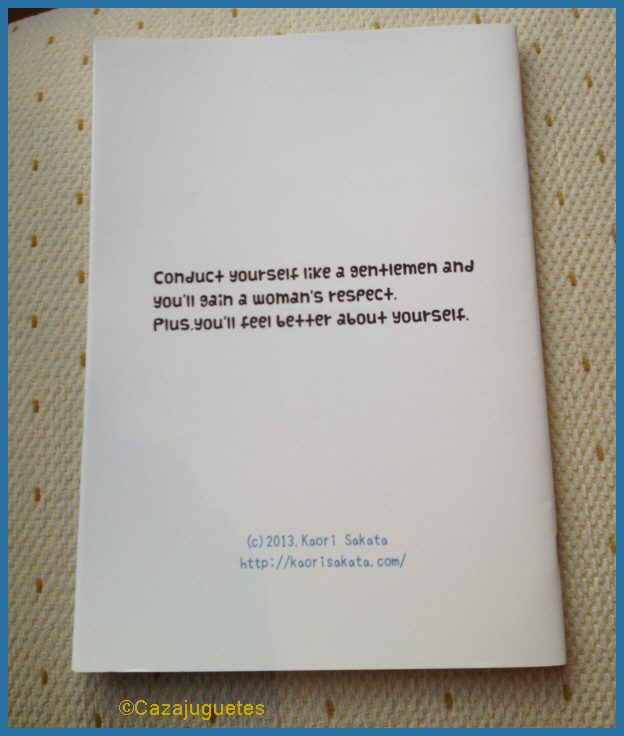 Conduct yourself like a gentlemen and
you'll gain a woman's respect.
Plus,you'll feel better about yourself.
(c)2013.Kaori Sakata
http://kaorisakata.com/
©Cazajuguetes